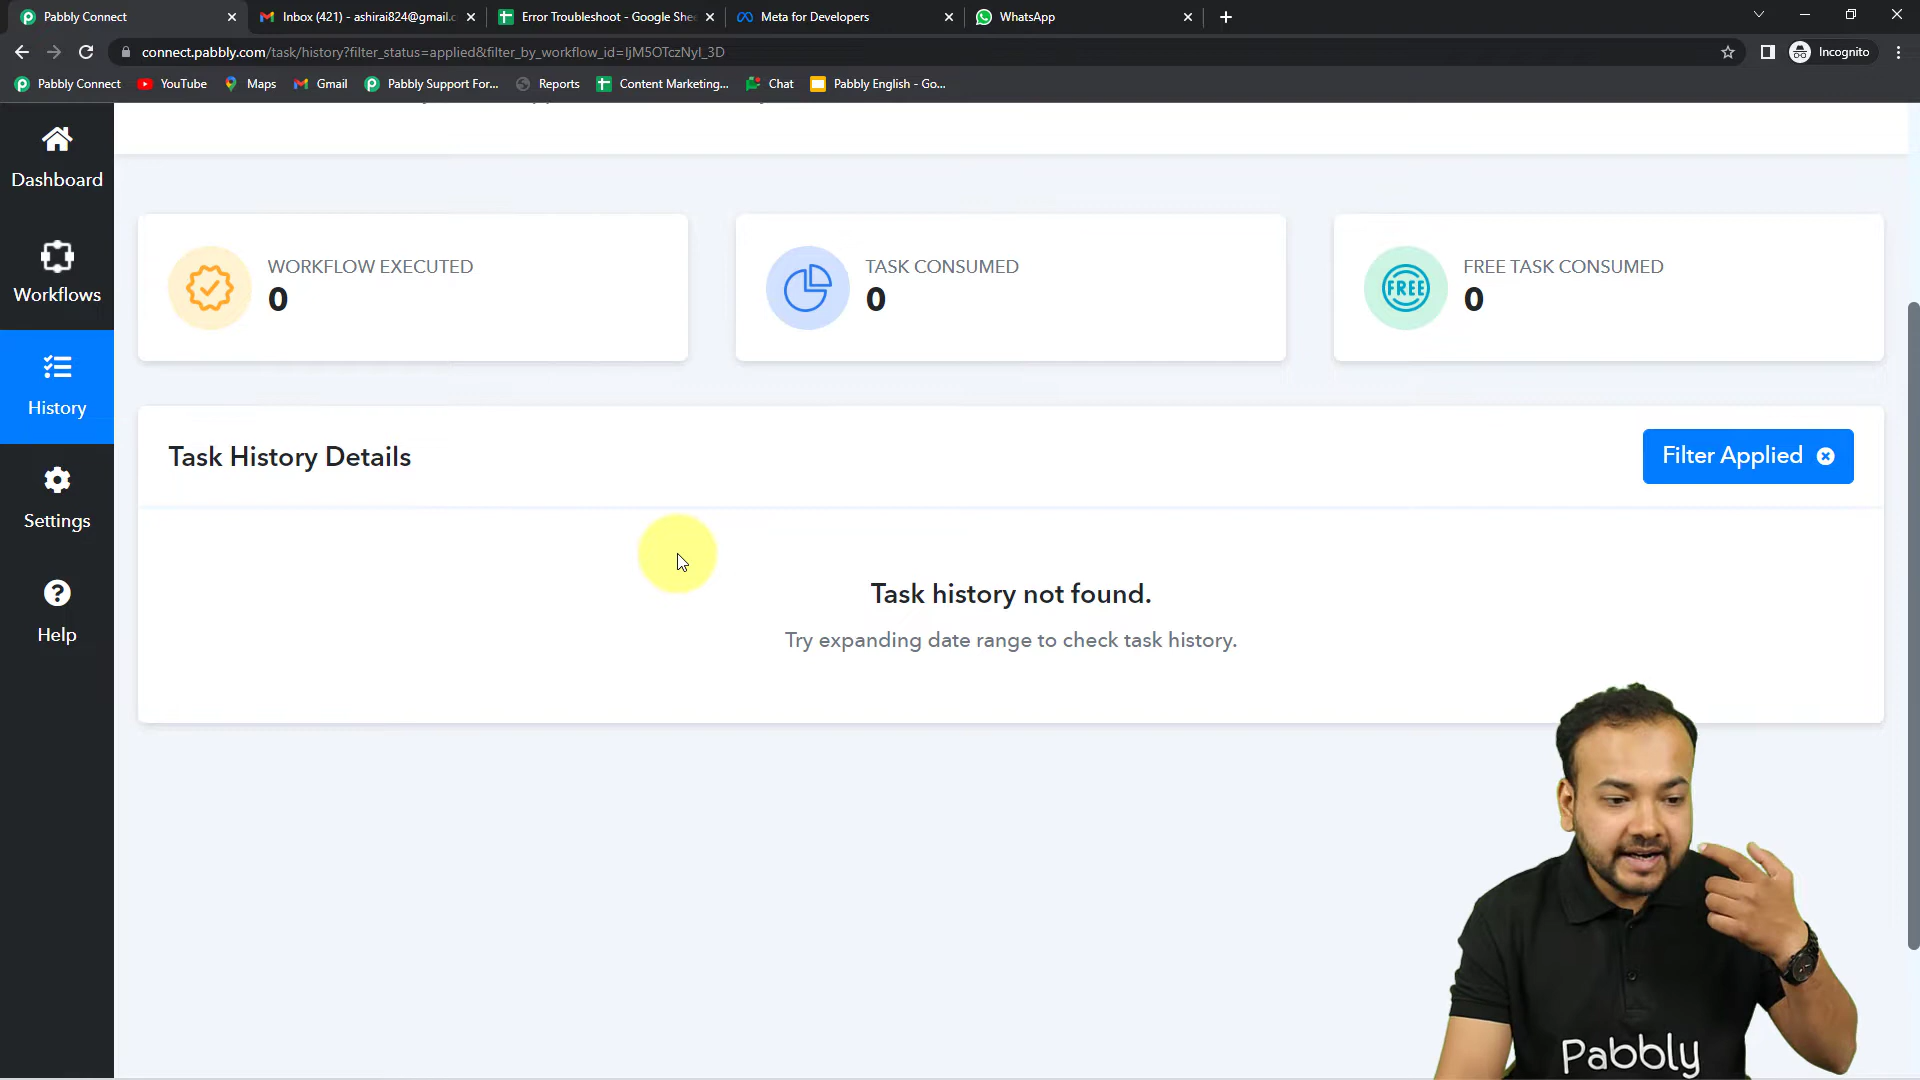 Pabbly Connect
Inbox (421) - ashirai824@gmail.c
Error Troubleshoot - Google She
Meta for Developers
WhatsApp
connect.pabbly.com/task/history?filter_status=applied&filter_by_workflow_id=IjM5OTczNyI_3D
Incognito
Pabbly Connect
YouTube
Maps
Gmail
Pabbly Support For...
Reports
Content Marketing...
Chat
Pabbly English - Go...
Dashboard
Workflows
History
Settings
Help
WORKFLOW EXECUTED
0
TASK CONSUMED
0
FREE
FREE TASK CONSUMED
0
Task History Details
Filter Applied
Task history not found.
Try expanding date range to check task history.
Pabbly